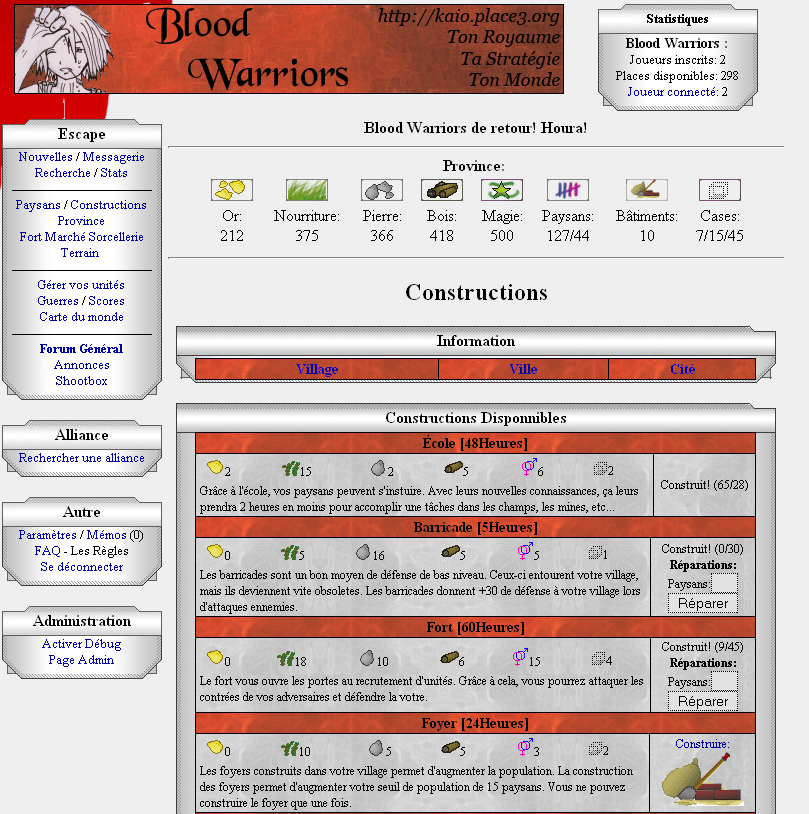 Blood
Warriors
http://kaio.place3.org
Ton Royaume
Ta Stratégie
Ton Monde
Statistiques
Blood Warriors :
Joueurs inscrits: 2
Places disponibles: 298
Joueur connecté: 2
Escape
Nouvelles / Messagerie
Recherche / Stats
Paysans / Constructions
Province
Fort Marché Sorcellerie
Terrain
Gérer vos unités
Guerres / Scores
Carte du monde
Forum Général
Annonces
Shootbox
Alliance
Rechercher une alliance
Autre
Paramètres / Mémos (0)
FAQ - Les Règles
Se déconnecter
Administration
Activer Débug
Page Admin
Blood Warriors de retour! Houra!
Province:
Or: Nourriture: Pierre: Bois: Magie: Paysans: Bâtiments: Cases:
212 375 366 418 500 127/44 10 7/15/45
Constructions
Information
Village Ville Cité
Constructions Disponnibles
École [48Heures]
2 15 2 5 6 2
Grâce à l'école, vos paysans peuvent s'instuire. Avec leurs nouvelles connaissances, ça leurs
prendra 2 heures en moins pour accomplir une tâches dans les champs, les mines, etc...
Construit! (65/28)
Barricade [5Heures]
0 5 16 5 5 1
Les barricades sont un bon moyen de défense de bas niveau. Ceux-ci entourent votre village,
mais ils deviennent vite obsoletes. Les barricades donnent +30 de défense à votre village lors
d'attaques ennemies.
Construit! (0/30)
Réparations:
Paysans:
Réparer
Fort [60Heures]
0 18 10 6 15 4
Le fort vous ouvre les portes au recrutement d'unités. Grâce à cela, vous pourrez attaquer les
contrées de vos adversaires et défendre la votre.
Construit! (9/45)
Réparations:
Paysans:
Réparer
Foyer [24Heures]
0 10 5 5 3 2
Les foyers construits dans votre village permet d'augmenter la population. La construction
des foyers permet d'augmenter votre seuil de population de 15 paysans. Vous ne pouvez
construire le foyer que une fois.
Construire: